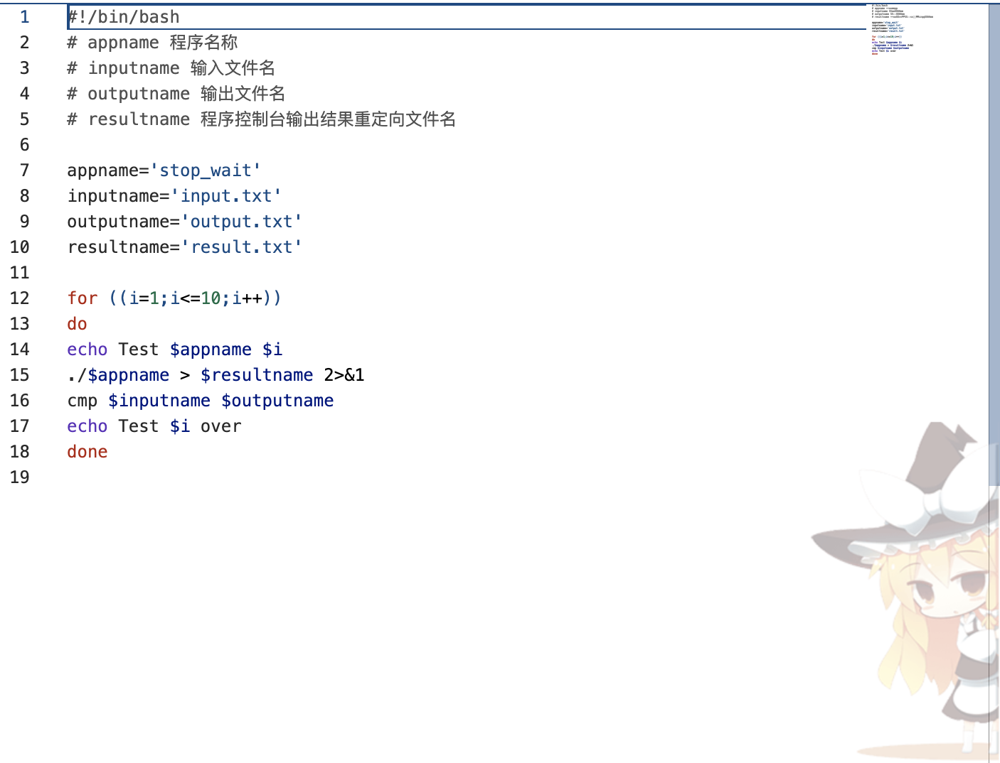 1 #!/bin/bash
2 # appname 程序名称
3 # inputname 输入文件名
4 # outputname 输出文件名
5 # resultname 程序控制台输出结果重定向文件名
6
7 appname='stop_wait'
8 inputname='input.txt'
9 outputname='output.txt'
10 resultname='result.txt'
11
12 for ((i=1;i<=10;i++))
13 do
14 echo Test $appname $i
15 ./$appname > $resultname 2>&1
16 cmp $inputname $outputname
17 echo Test $i over
18 done
19